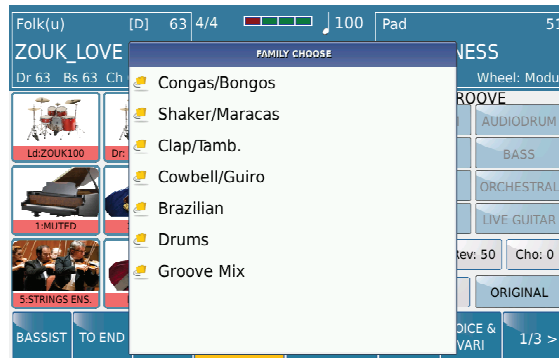 Folk(u) [D] 63 4/4 100 Pad 51
ZOUK_LOVE NESS
Dr 63 Bs 63 Ch Wheel: Modu
FAMILY CHOOSE
Congas/Bongos
Shaker/Maracas
Clap/Tamb.
Cowbell/Guiro
Brazilian
Drums
Groove Mix
ROOVE
AUDIODRUM
BASS
ORCHESTRAL
LIVE GUITAR
Rev: 50 Cho: 0
ORIGINAL
Ld:ZOUK100 Dr:
1:MUTED
5:STRINGS ENS.
BASSIST TO END OICE & VARI 1/3 >